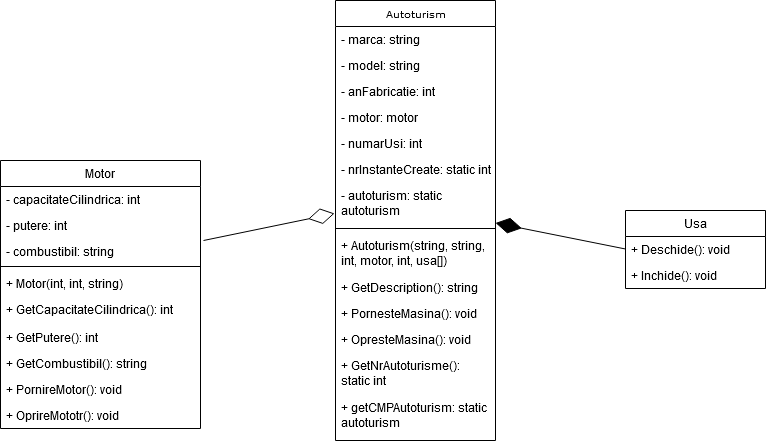 Autoturism
- marca: string
- model: string
- anFabricatie: int
- motor: motor
- numarUsi: int
- nrInstanteCreate: static int
- autoturism: static
autoturism
+ Autoturism(string, string,
int, motor, int, usa[])
+ GetDescription(): string
+ PornesteMasina(): void
+ OpresteMasina(): void
+ GetNrAutoturisme():
static int
+ getCMPAutoturism: static
autoturism
Motor
- capacitateCilindrica: int
- putere: int
- combustibil: string
+ Motor(int, int, string)
+ GetCapacitateCilindrica(): int
+ GetPutere(): int
+ GetCombustibil(): string
+ PornireMotor(): void
+ OprireMototr(): void
Usa
+ Deschide(): void
+ Inchide(): void